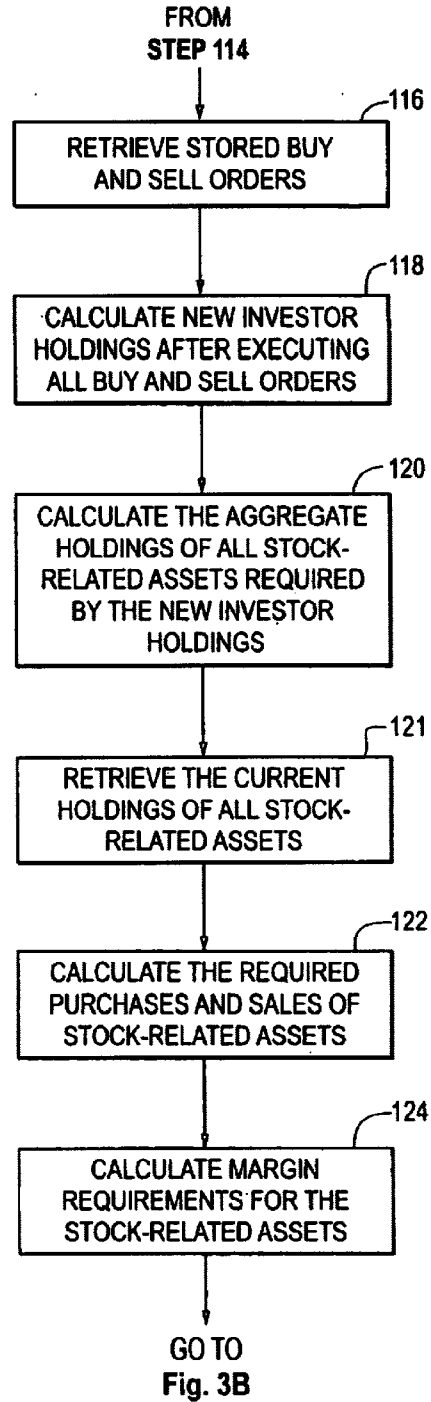 FROM
STEP 114
116
RETRIEVE STORED BUY
AND SELL ORDERS
118
CALCULATE NEW INVESTOR
HOLDINGS AFTER EXECUTING
ALL BUY AND SELL ORDERS
120
CALCULATE THE AGGREGATE
HOLDINGS OF ALL STOCK-
RELATED ASSETS REQUIRED
BY THE NEW INVESTOR
HOLDINGS
121
RETRIEVE THE CURRENT
HOLDINGS OF ALL STOCK-
RELATED ASSETS
122
CALCULATE THE REQUIRED
PURCHASES AND SALES OF
STOCK-RELATED ASSETS
124
CALCULATE MARGIN
REQUIREMENTS FOR THE
STOCK-RELATED ASSETS
GO TO
Fig. 3B